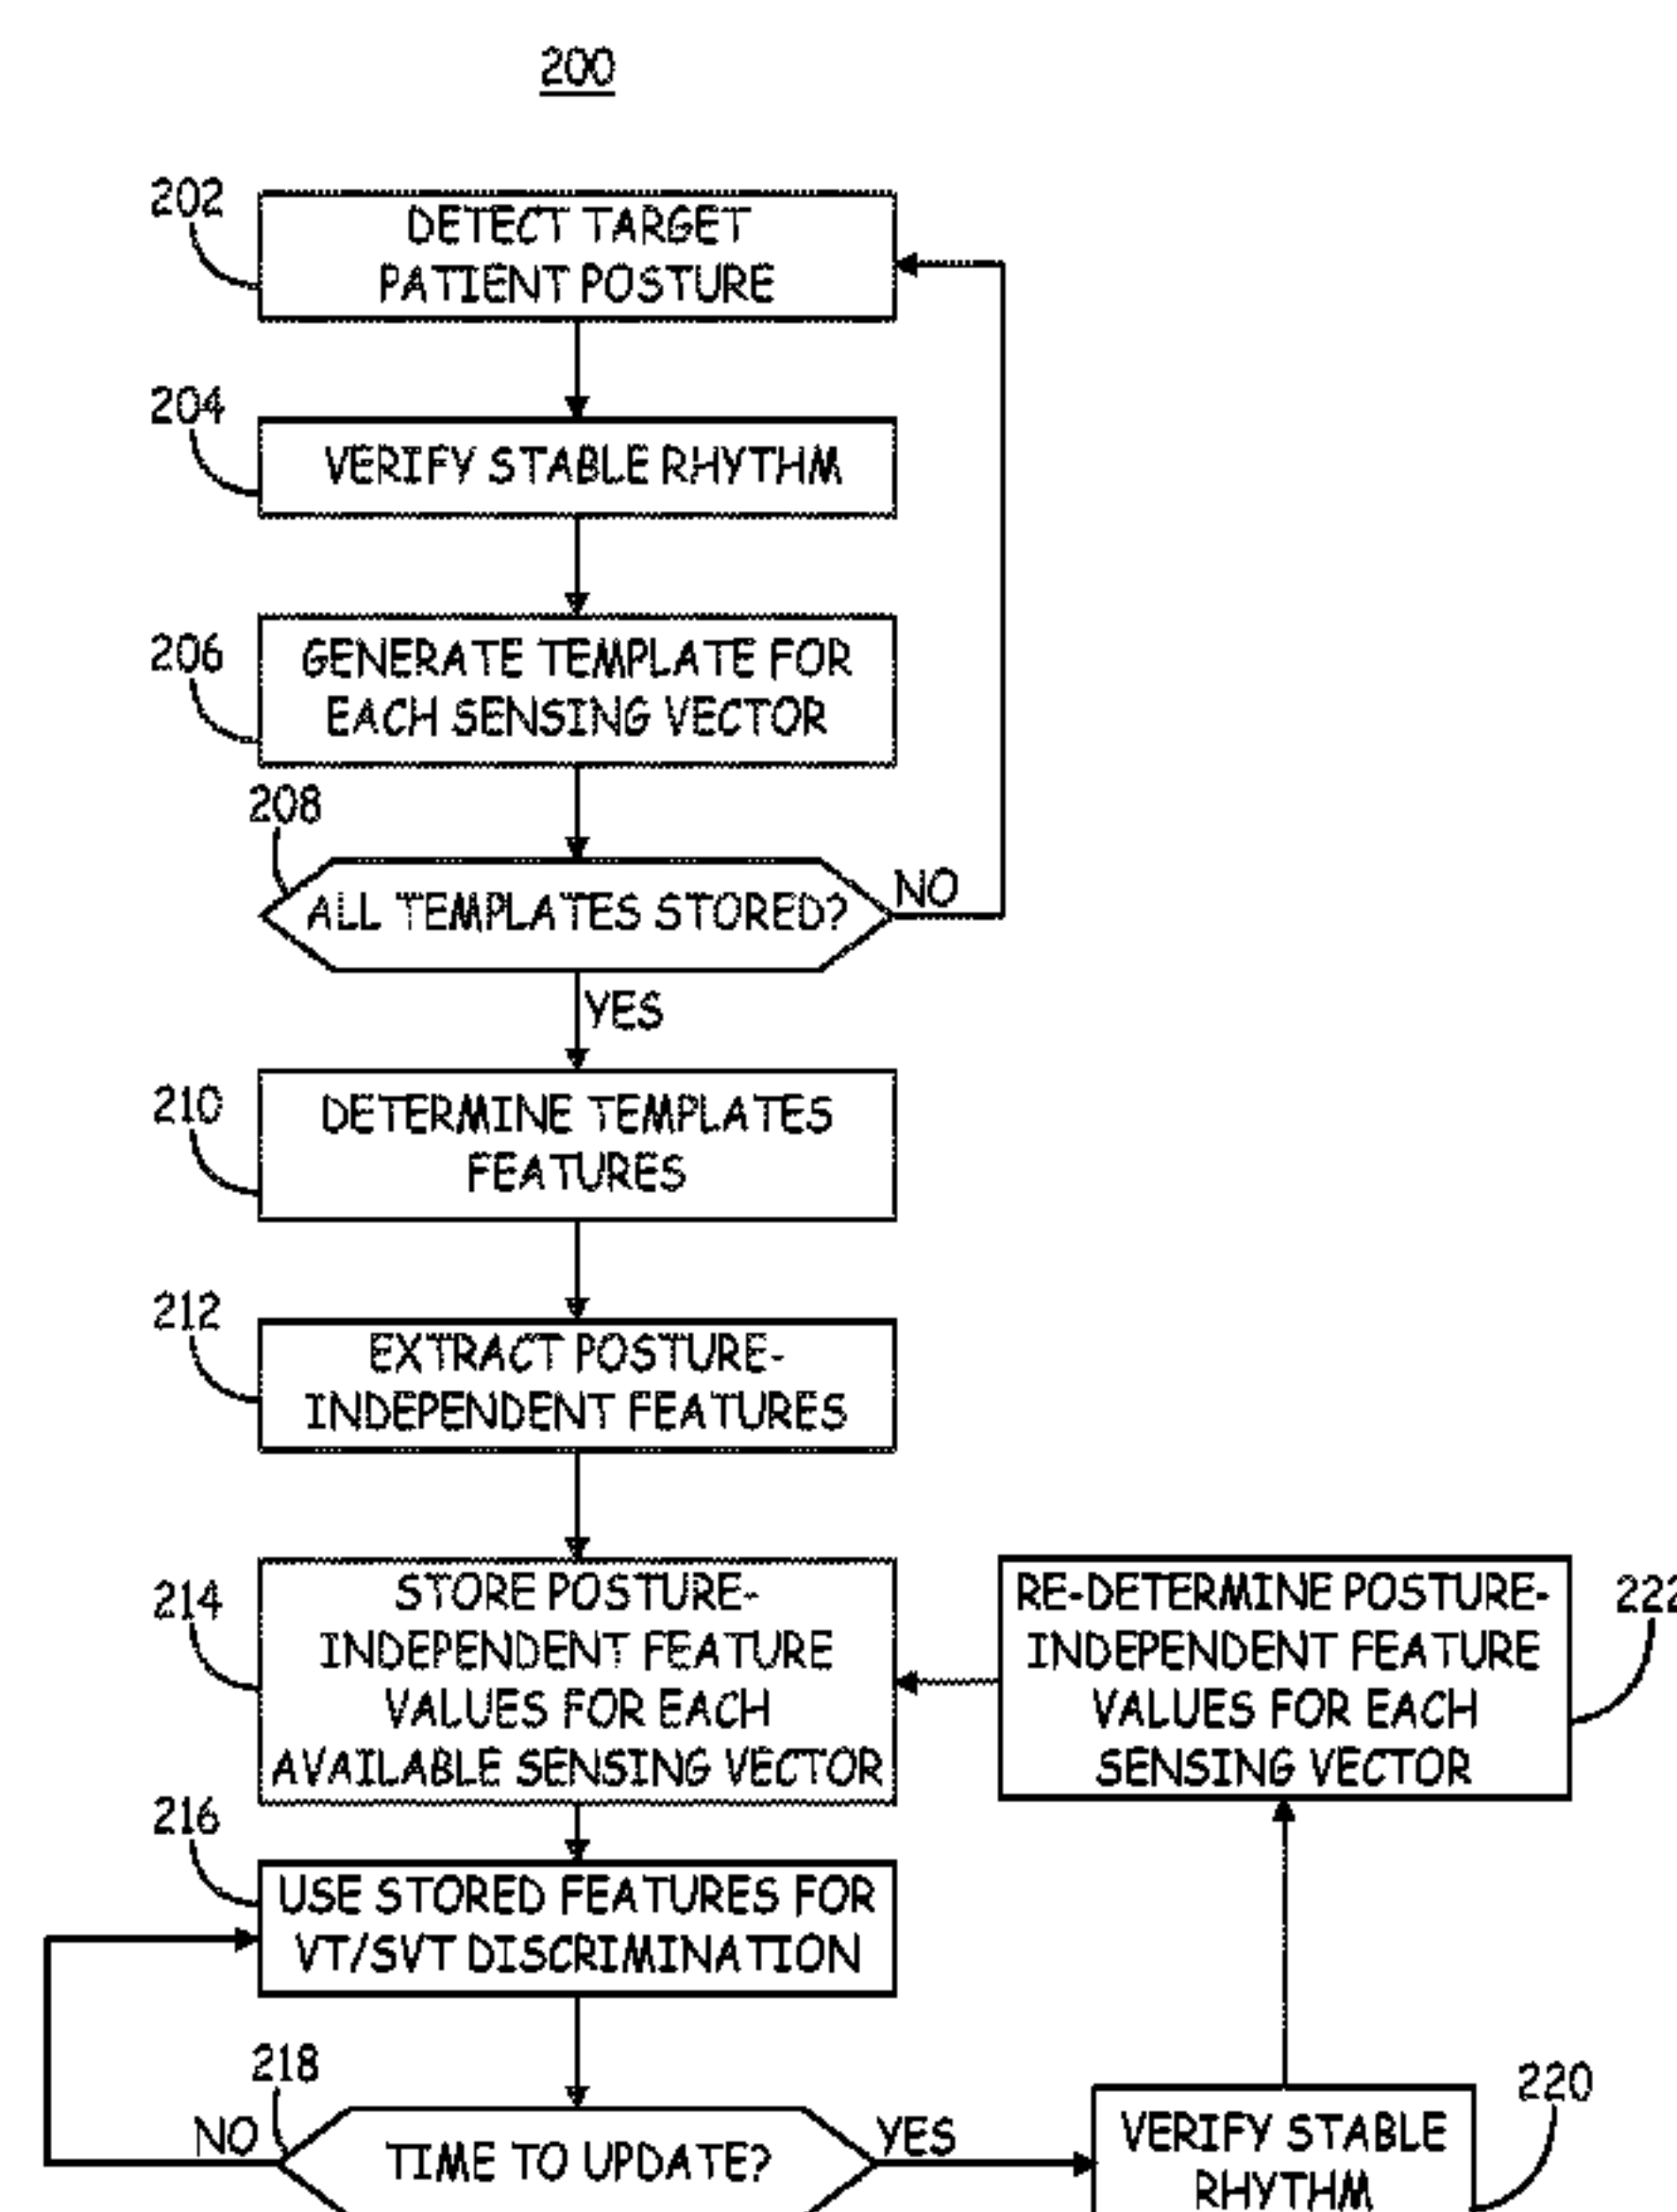 200
202
DETECT TARGET
PATIENT POSTURE
204
VERIFY STABLE RHYTHM
206
GENERATE TEMPLATE FOR
EACH SENSING VECTOR
208
ALL TEMPLATES STORED?
NO
YES
210
DETERMINE TEMPLATES
FEATURES
212
EXTRACT POSTURE-
INDEPENDENT FEATURES
214
STORE POSTURE-
INDEPENDENT FEATURE
VALUES FOR EACH
AVAILABLE SENSING VECTOR
RE-DETERMINE POSTURE-
INDEPENDENT FEATURE
VALUES FOR EACH
SENSING VECTOR
222
216
USE STORED FEATURES FOR
VT/SVT DISCRIMINATION
218
NO
TIME TO UPDATE?
YES
220
VERIFY STABLE
RHYTHM